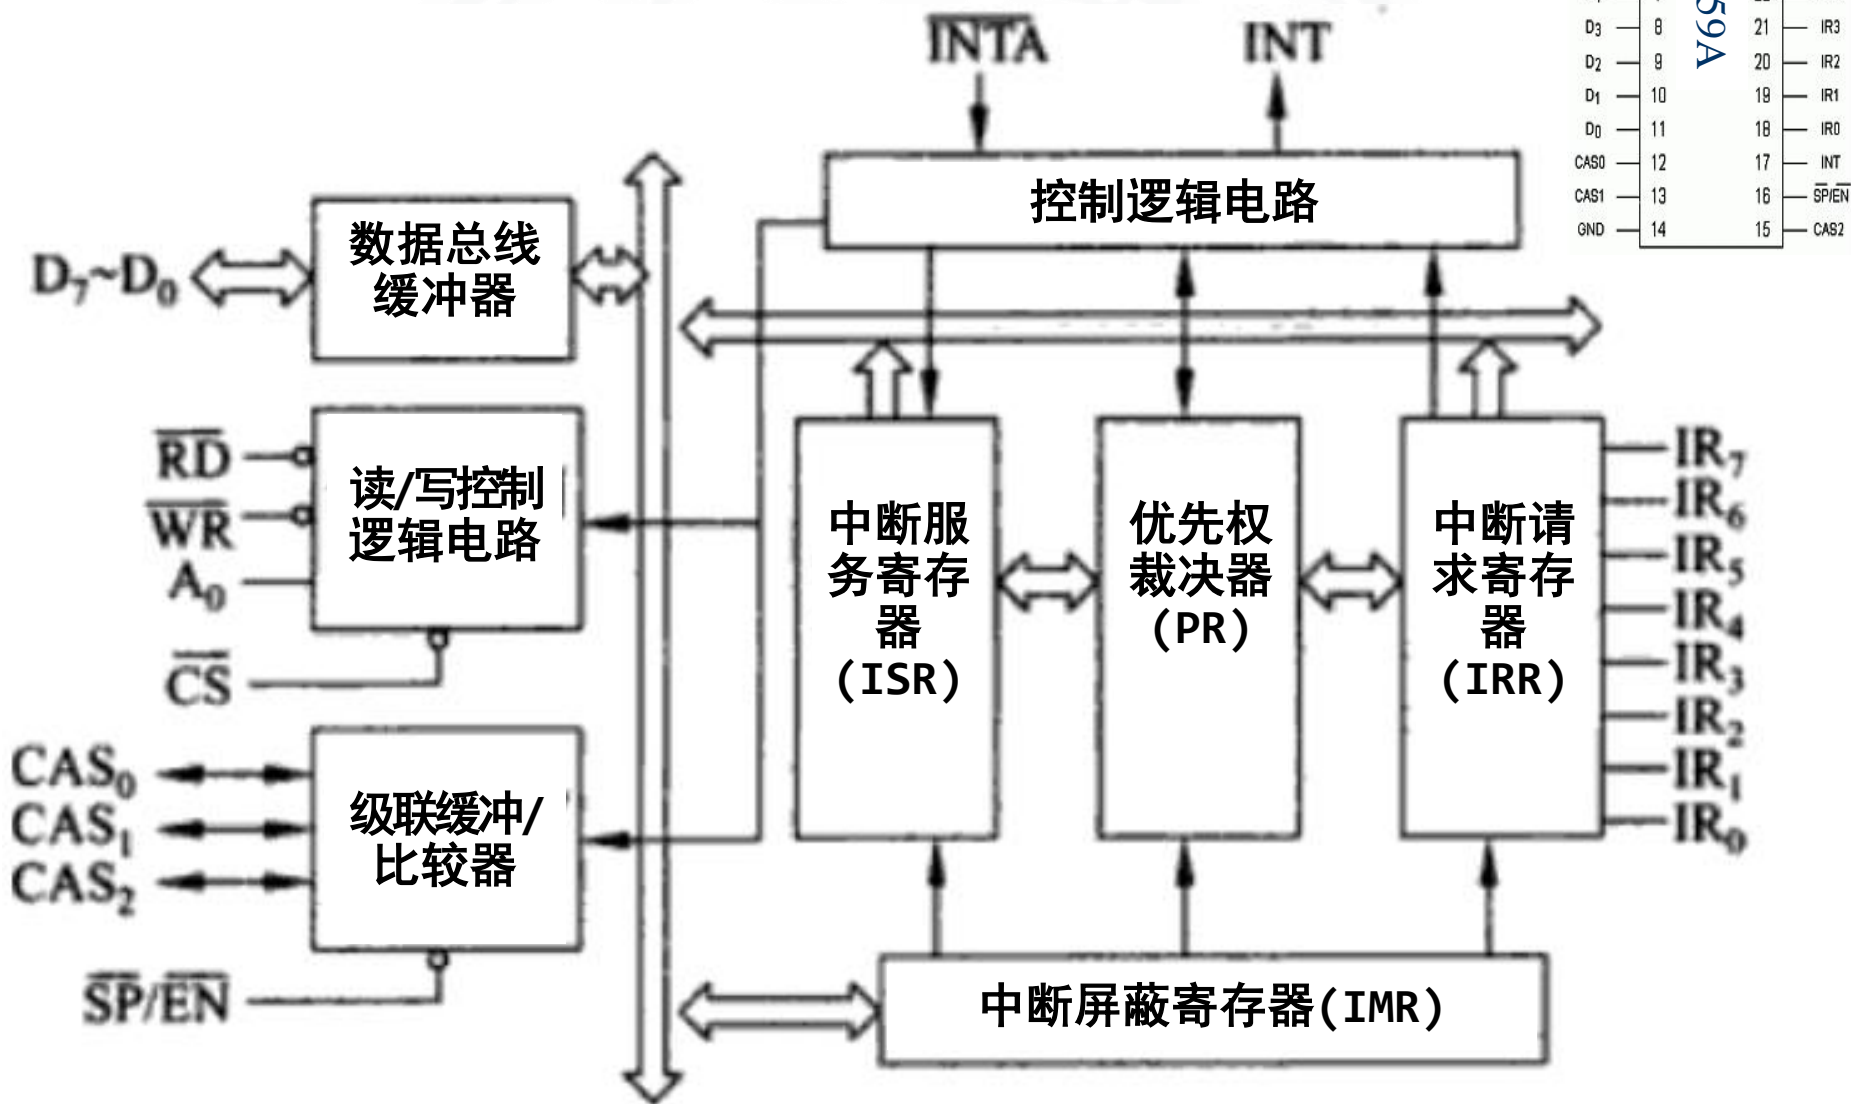 INTA
INT
控制逻辑电路
数据总线
缓冲器
D7~D0
RD
WR
A0
CS
读/写控制
逻辑电路
CAS0
CAS1
CAS2
SP/EN
级联缓冲/
比较器
中断服
务寄存
器
(ISR)
优先权
裁决器
(PR)
中断请
求寄存
器
(IRR)
IR7
IR6
IR5
IR4
IR3
IR2
IR1
IR0
中断屏蔽寄存器(IMR)
59A
D3 8 21 IR3
D2 9 20 IR2
D1 10 19 IR1
D0 11 18 IR0
CAS0 12 17 INT
CAS1 13 16 SP/EN
GND 14 15 CAS2